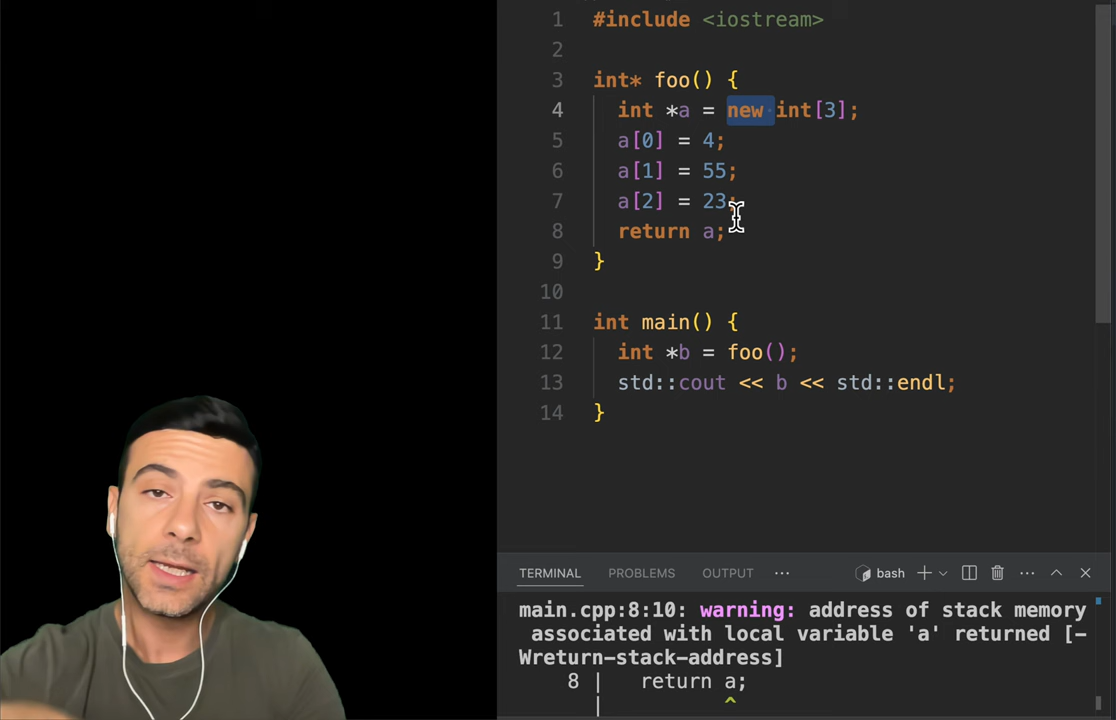 1 #include <iostream>
2
3 int* foo() {
4 int *a = new int[3];
5 a[0] = 4;
6 a[1] = 55;
7 a[2] = 23;
8 return a;
9 }
10
11 int main() {
12 int *b = foo();
13 std::cout << b << std::endl;
14 }
TERMINAL PROBLEMS OUTPUT ... bash
main.cpp:8:10: warning: address of stack memory
associated with local variable 'a' returned [-
Wreturn-stack-address]
8 | return a;
| ^